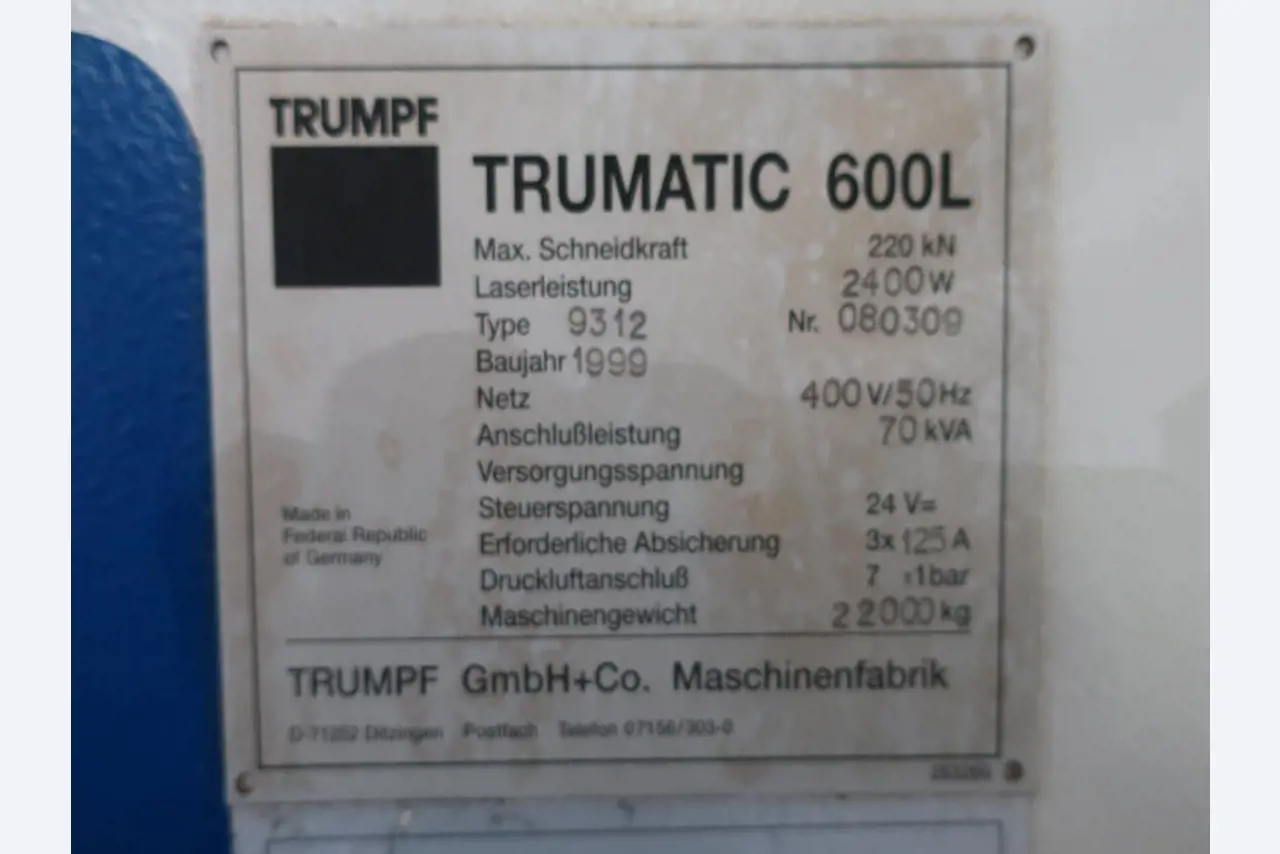 TRUMPF
TRUMATIC 600L
Max. Schneidkraft 220 kN
Laserleistung 2400 W
Type 9312 Nr. 080309
Baujahr 1999
Netz 400 V/50 Hz
Anschlußleistung 70 kVA
Versorgungsspannung
Steuerspannung 24 V=
Erforderliche Absicherung 3x 125 A
Druckluftanschluß 7 ±1bar
Maschinengewicht 22000 kg
Made in
Federal Republic
of Germany
TRUMPF GmbH+Co. Maschinenfabrik
D-71252 Ditzingen Postfach Telefon 07156/303-0